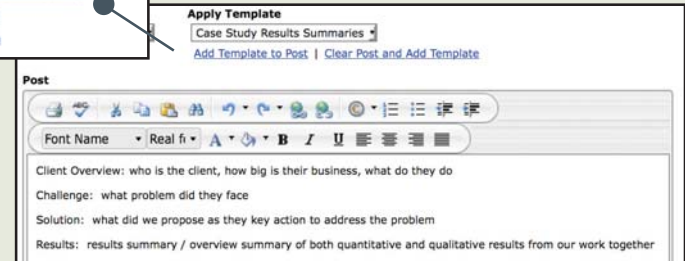 Apply Template
Case Study Results Summaries
Add Template to Post | Clear Post and Add Template
Post
ABC
Font Name
Real fi
A
B I U
Client Overview: who is the client, how big is their business, what do they do
Challenge: what problem did they face
Solution: what did we propose as they key action to address the problem
Results: results summary / overview summary of both quantitative and qualitative results from our work together